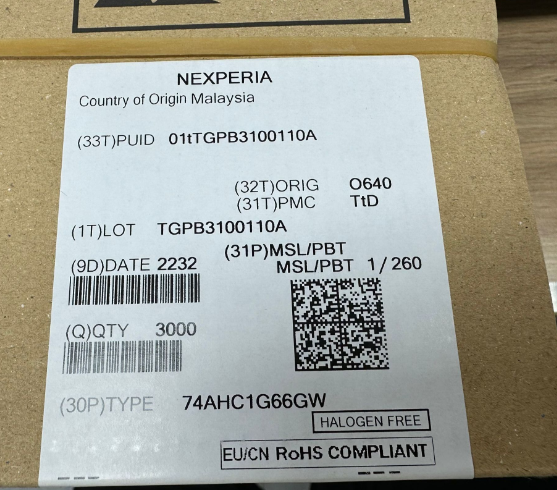 NEXPERIA
Country of Origin Malaysia
(33T)PUID 01tTGPB3100110A
(32T)ORIG O640
(31T)PMC TtD
(1T)LOT TGPB3100110A
(31P)MSL/PBT
(9D)DATE 2232
MSL/PBT 1/260
(Q)QTY 3000
(30P)TYPE 74AHC1G66GW
HALOGEN FREE
EU/CN RoHS COMPLIANT